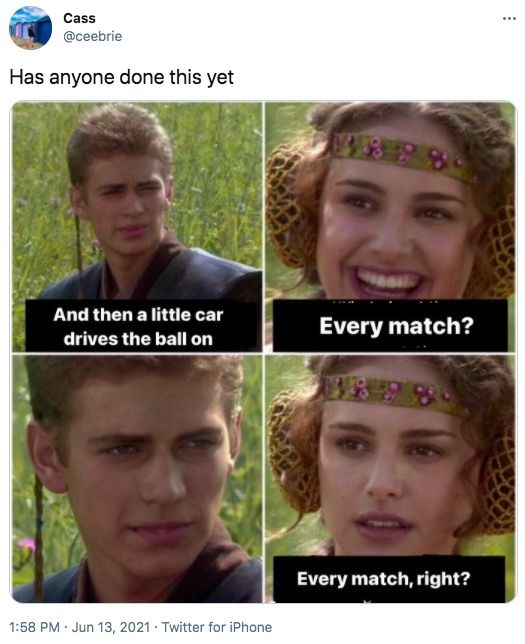 Cass
@ceebrie
Has anyone done this yet
And then a little car
drives the ball on
Every match?
Every match, right?
1:58 PM · Jun 13, 2021 · Twitter for iPhone